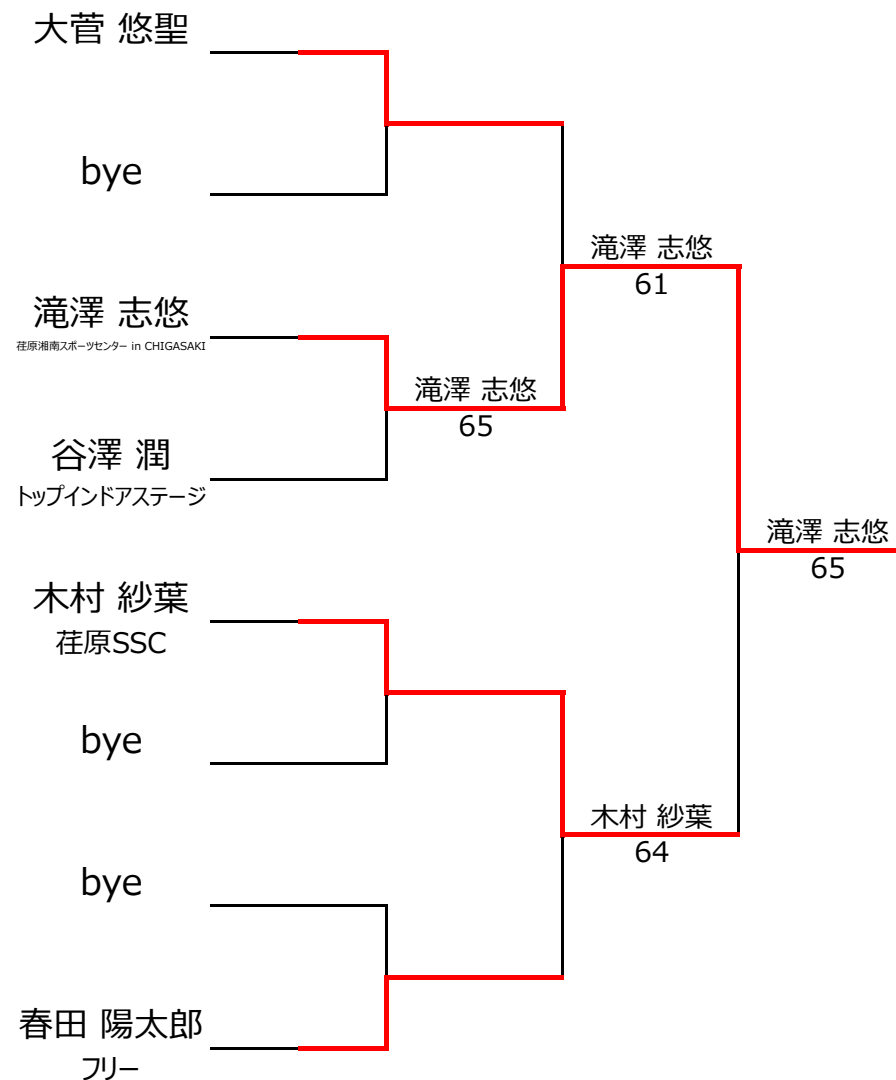 大菅 悠聖
bye
滝澤 志悠
荏原湘南スポーツセンター in CHIGASAKI
谷澤 潤
トップインドアステージ
木村 紗葉
荏原SSC
bye
bye
春田 陽太郎
フリー
滝澤 志悠
65
滝澤 志悠
61
木村 紗葉
64
滝澤 志悠
65